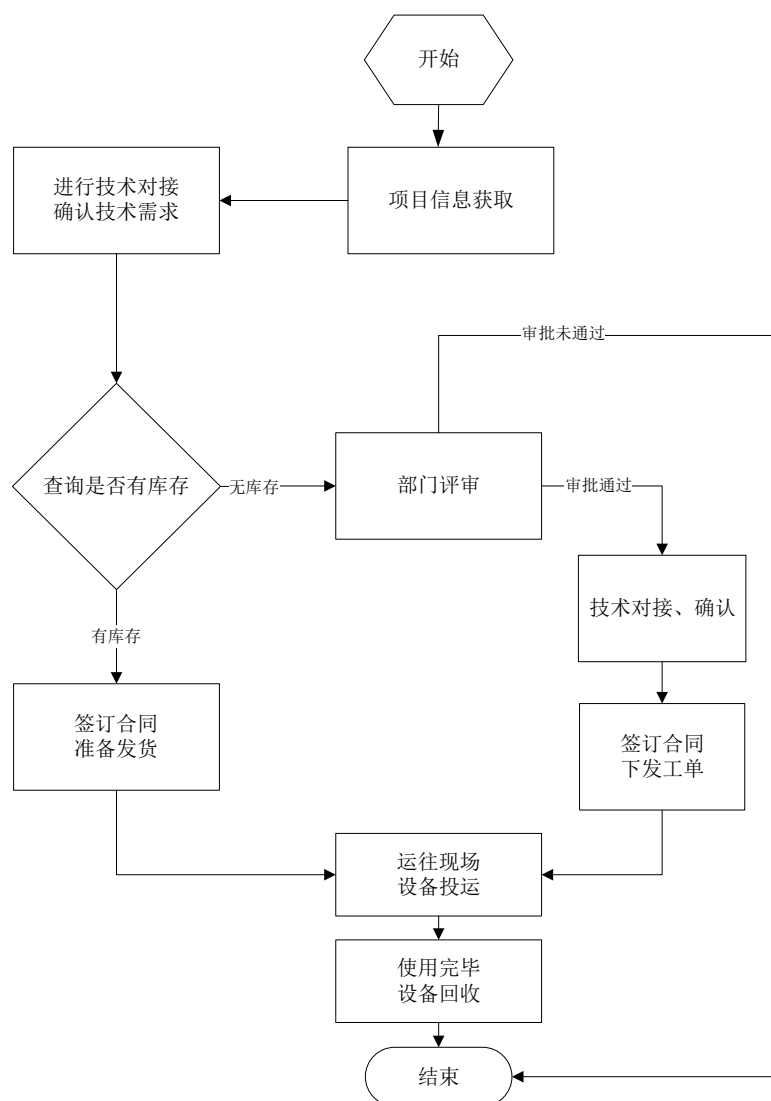 开始
项目信息获取
进行技术对接
确认技术需求
审批未通过
查询是否有库存
无库存
部门评审
审批通过
技术对接、确认
有库存
签订合同
准备发货
签订合同
下发工单
运往现场
设备投运
使用完毕
设备回收
结束